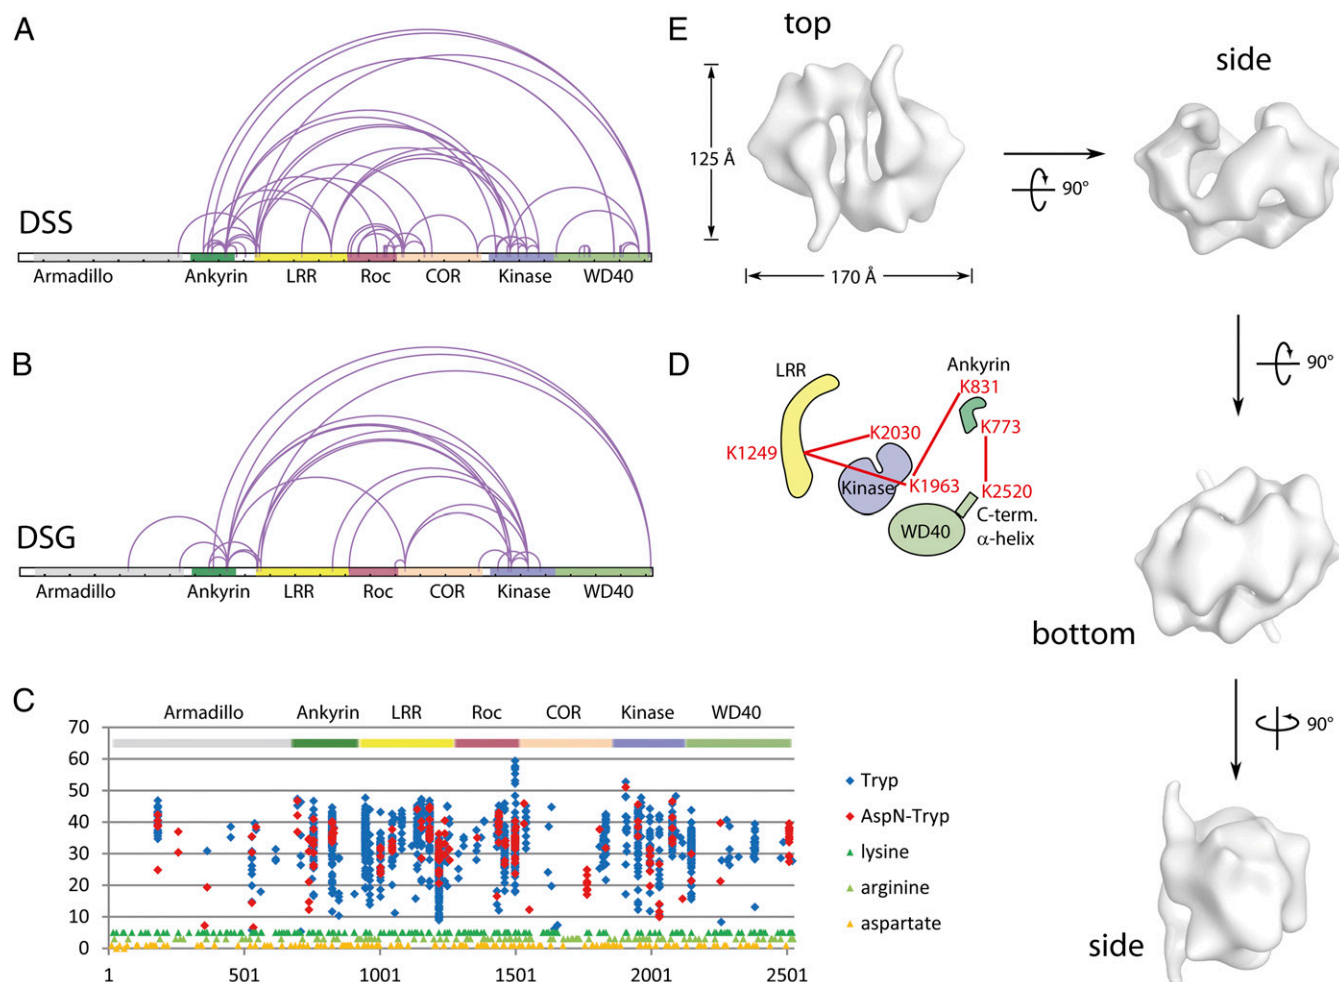 A
DSS
Armadillo Ankyrin LRR Roc COR Kinase WD40
B
DSG
Armadillo Ankyrin LRR Roc COR Kinase WD40
C
Armadillo Ankyrin LRR Roc COR Kinase WD40
70
60
50
40
30
20
10
0
1 501 1001 1501 2001 2501
Tryp
AspN-Tryp
lysine
arginine
aspartate
D
LRR
Ankyrin
K831
K773
K2030
K1249
Kinase
K1963
K2520
WD40
C-term.
α-helix
E
top
side
125 Å
170 Å
90°
90°
bottom
90°
side